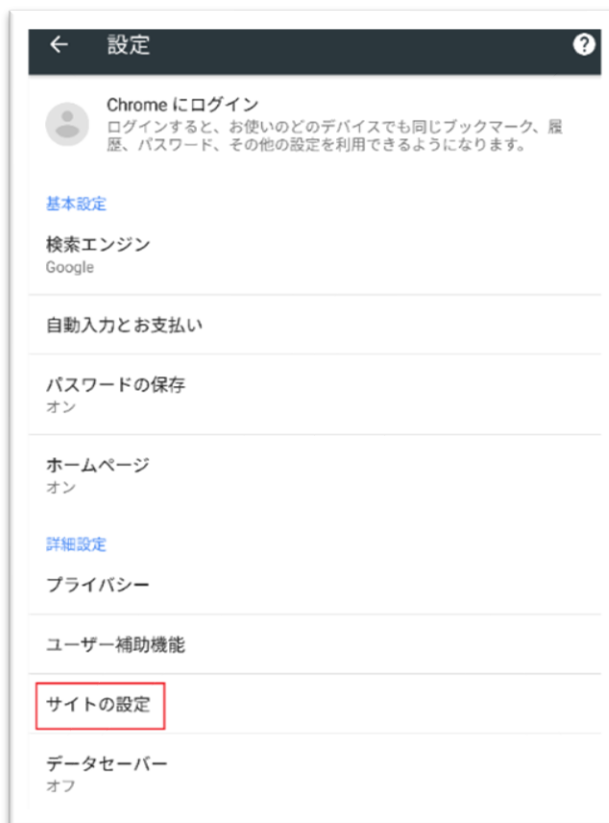 設定
Chrome にログイン
ログインすると、お使いのどのデバイスでも同じブックマーク、履
歴、パスワード、その他の設定を利用できるようになります。
基本設定
検索エンジン
Google
自動入力とお支払い
パスワードの保存
オン
ホームページ
オン
詳細設定
プライバシー
ユーザー補助機能
サイトの設定
データセーバー
オフ